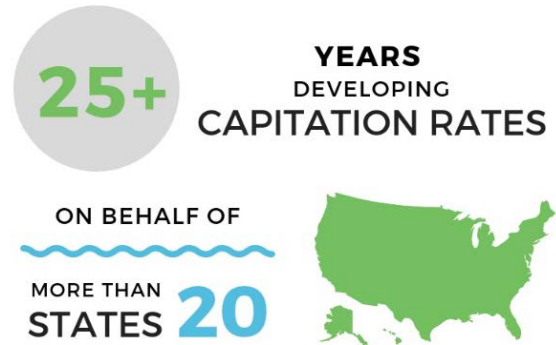 25+
YEARS
DEVELOPING
CAPITATION RATES
ON BEHALF OF
MORE THAN
STATES 20